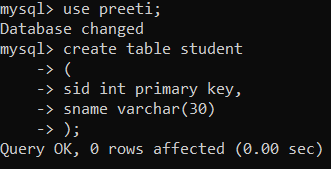 mysql> use preeti;
Database changed
mysql> create table student
    -> (
    -> sid int primary key,
    -> sname varchar(30)
    -> );
Query OK, 0 rows affected (0.00 sec)